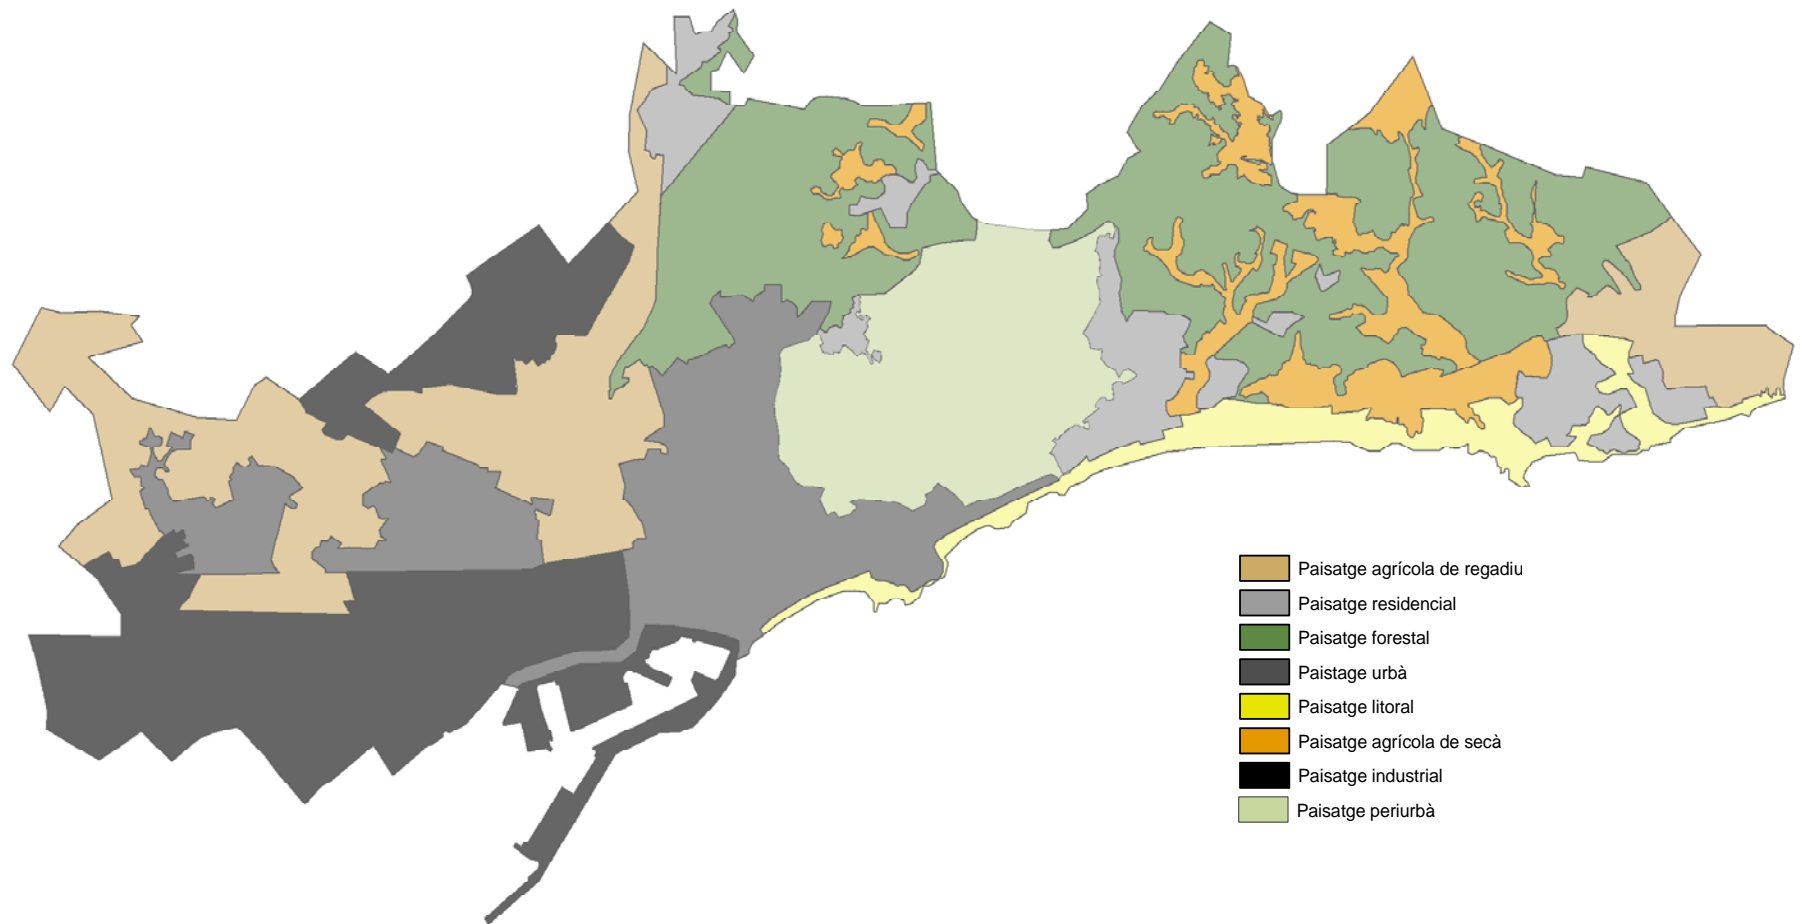 Paisatge agrícola de regadiu
Paisatge residencial
Paisatge forestal
Paistage urbà
Paisatge litoral
Paisatge agrícola de secà
Paisatge industrial
Paisatge periurbà